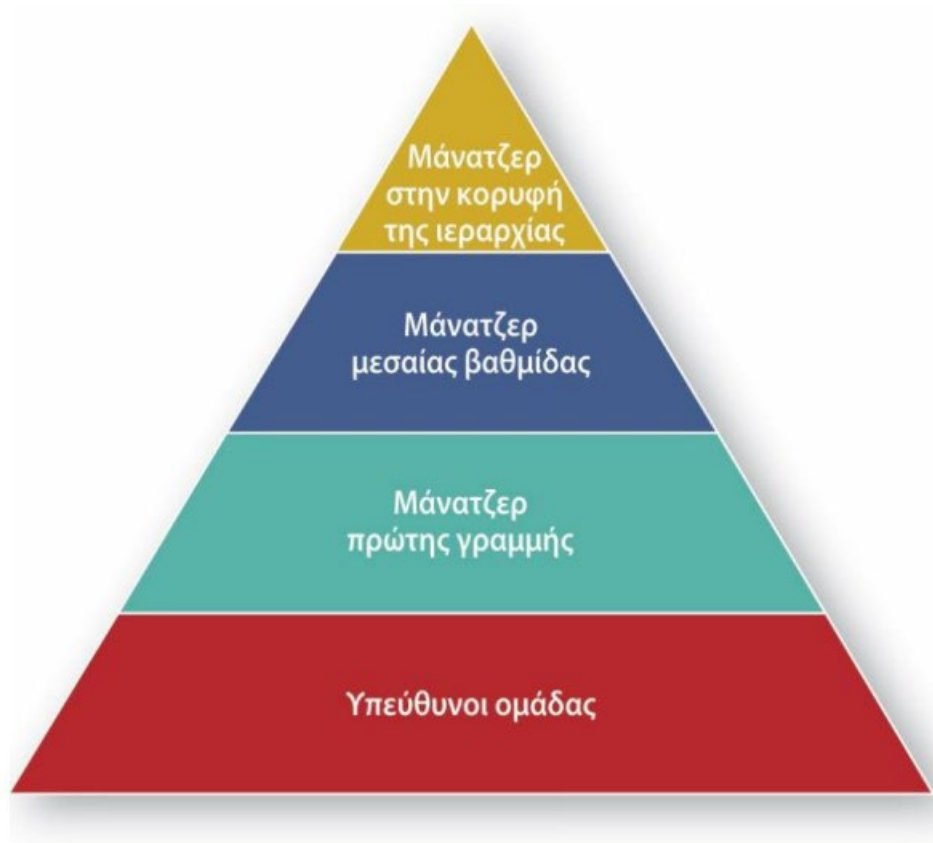 Μάνατζερ
στην κορυφή
της ιεραρχίας
Μάνατζερ
μεσαίας βαθμίδας
Μάνατζερ
πρώτης γραμμής
Υπεύθυνοι ομάδας